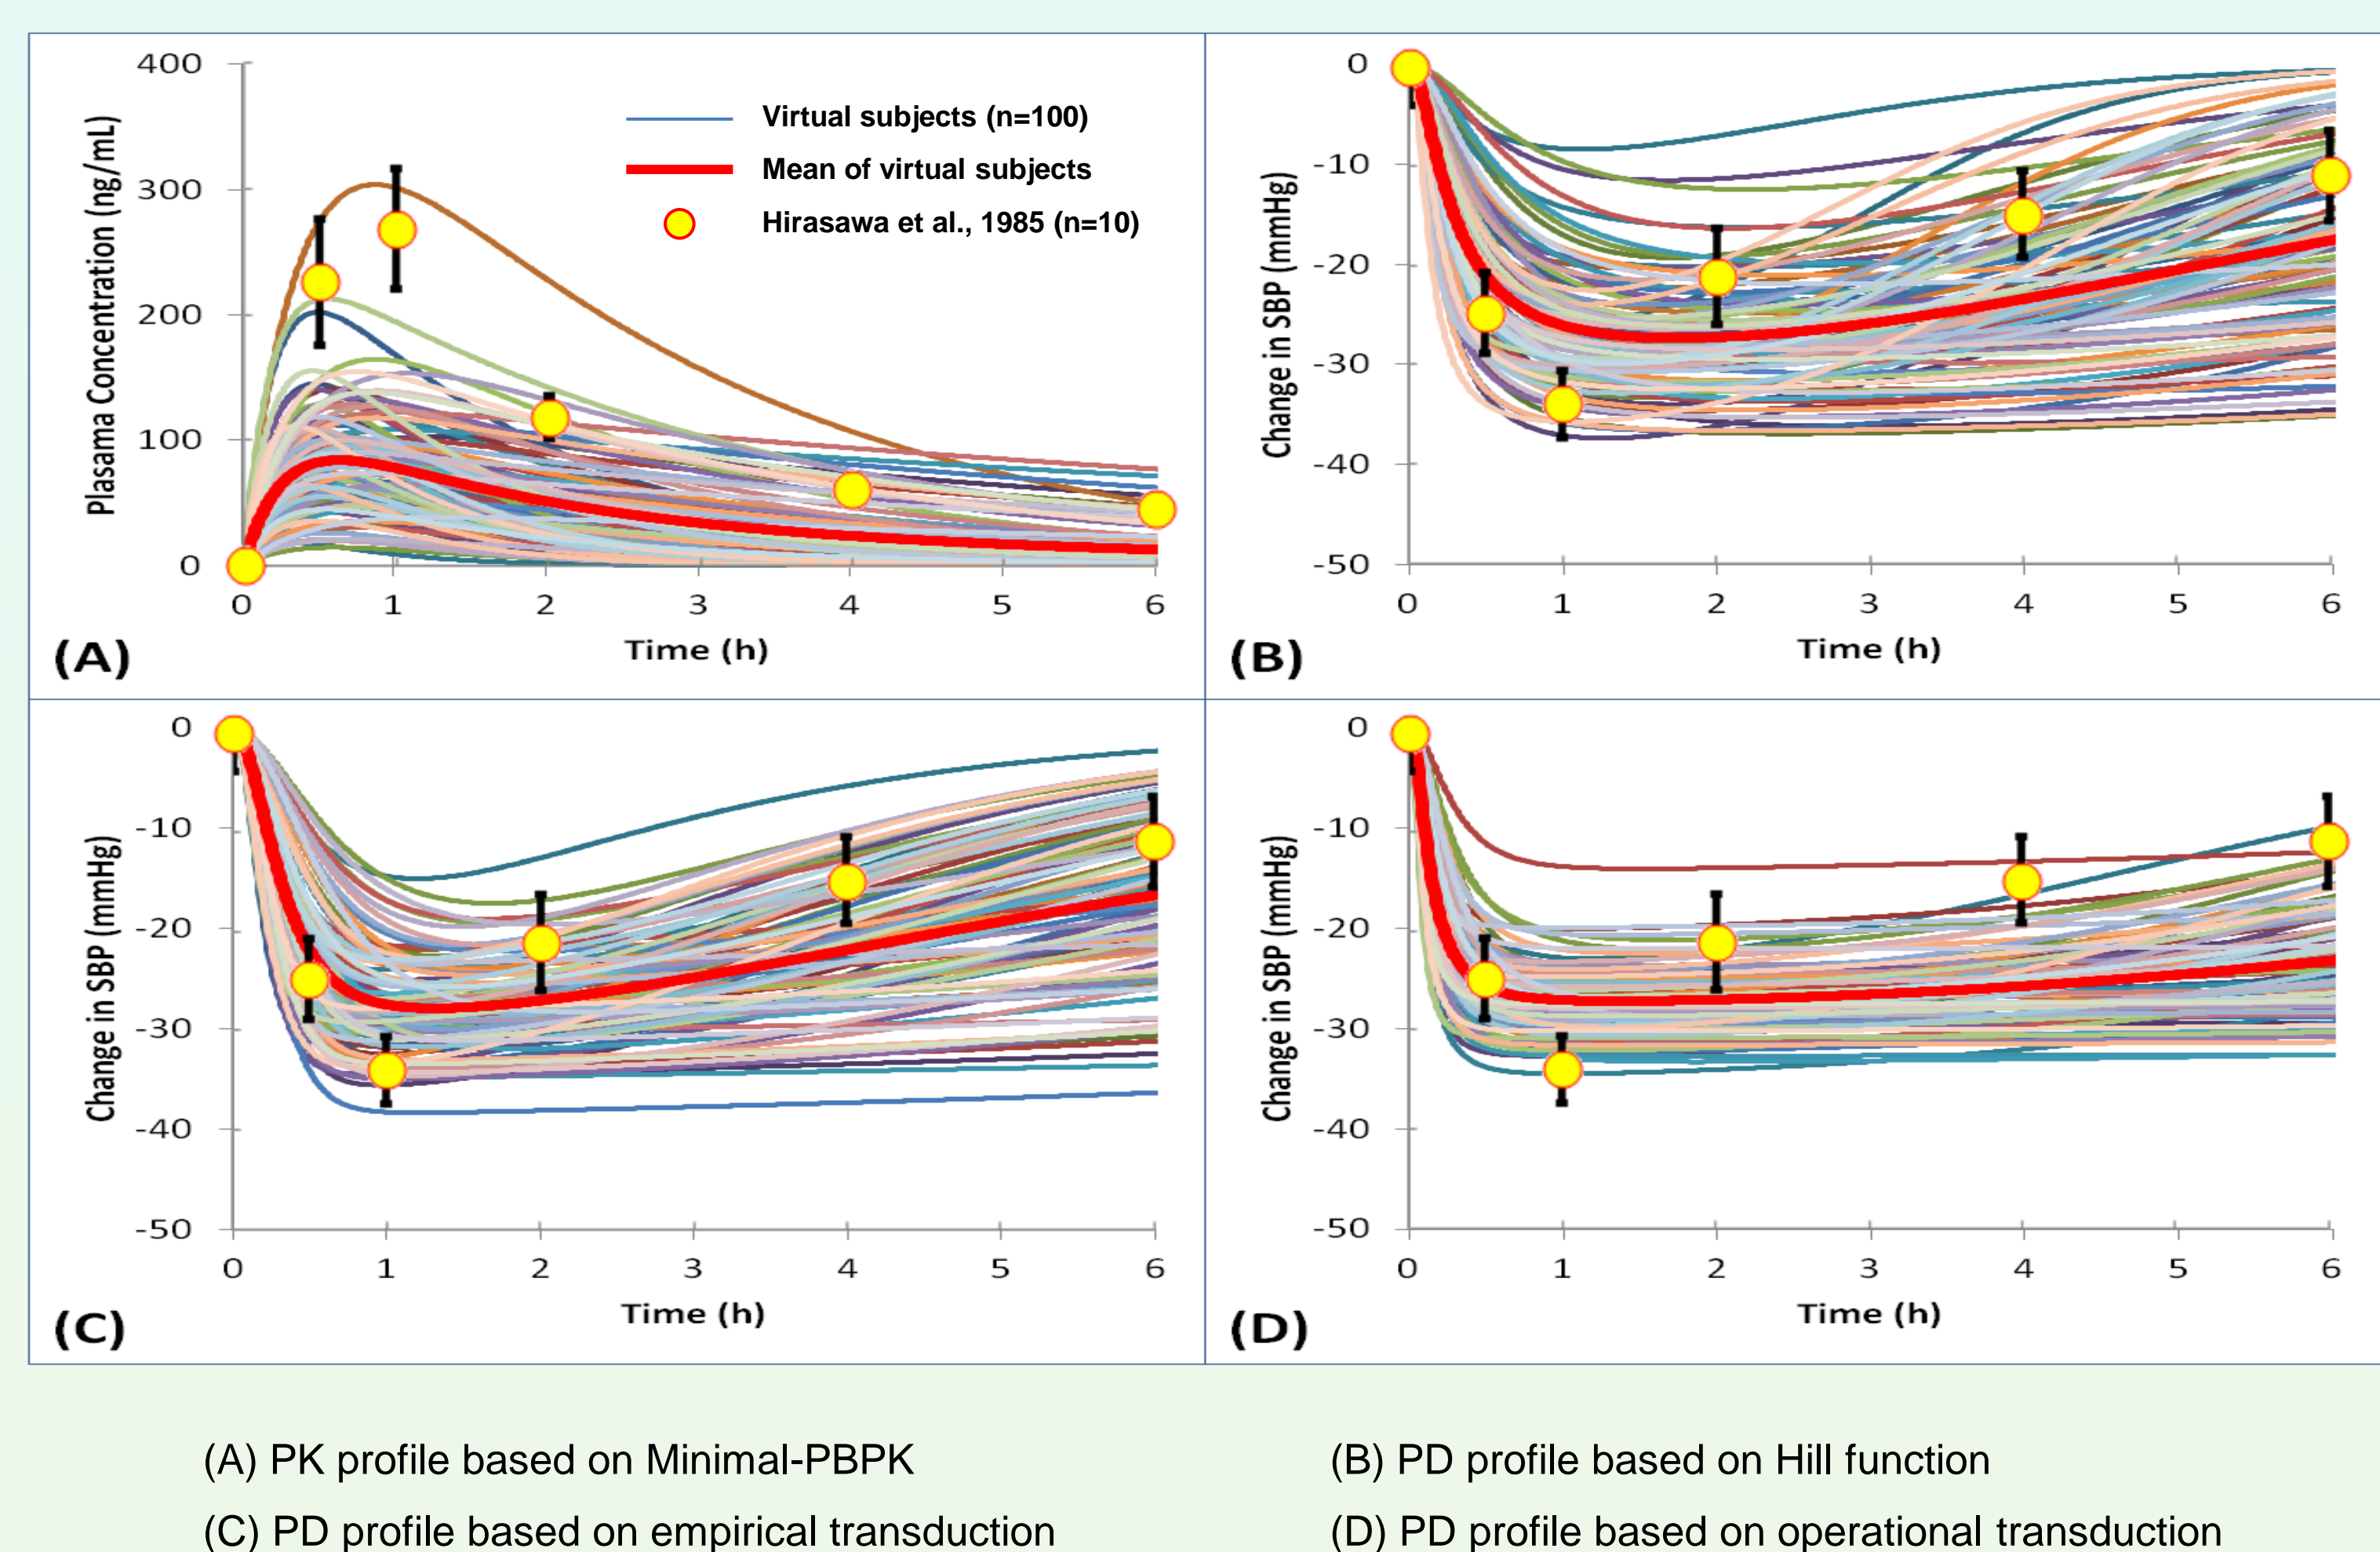 400
300
200
100
0
Plasama Concentration (ng/mL)
Virtual subjects (n=100)
Mean of virtual subjects
Hirasawa et al., 1985 (n=10)
0 1 2 3 4 5 6
Time (h)
(A)
0
-10
-20
-30
-40
-50
Change in SBP (mmHg)
0 1 2 3 4 5 6
Time (h)
(B)
0
-10
-20
-30
-40
-50
Change in SBP (mmHg)
0 1 2 3 4 5 6
Time (h)
(C)
0
-10
-20
-30
-40
-50
Change in SBP (mmHg)
0 1 2 3 4 5 6
Time (h)
(D)
(A) PK profile based on Minimal-PBPK
(B) PD profile based on Hill function
(C) PD profile based on empirical transduction
(D) PD profile based on operational transduction